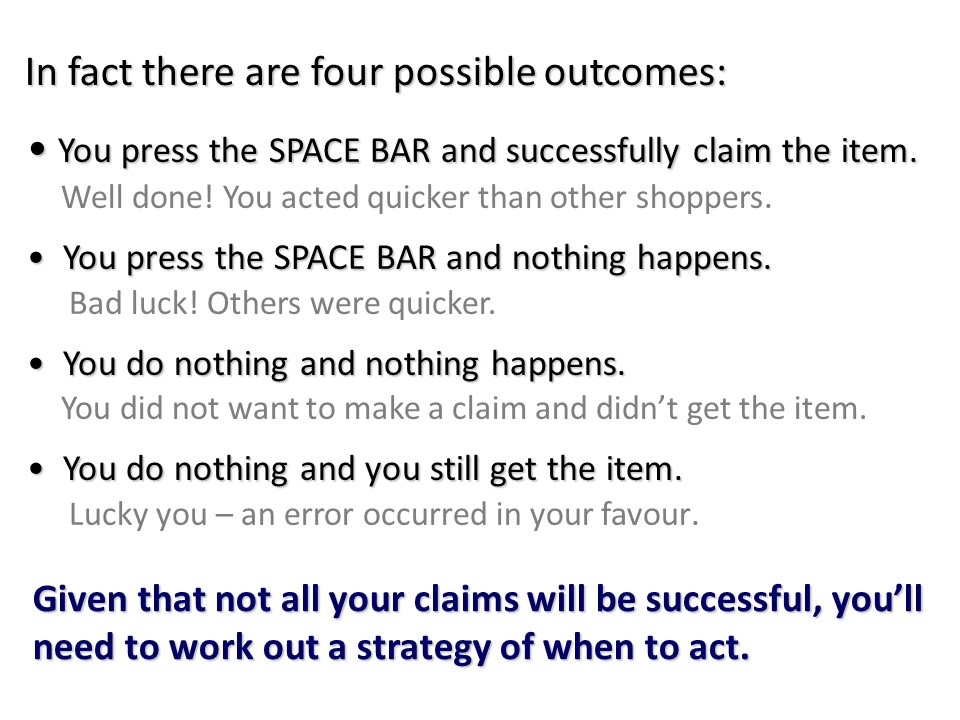 In fact there are four possible outcomes:
• You press the SPACE BAR and successfully claim the item.
Well done! You acted quicker than other shoppers.
• You press the SPACE BAR and nothing happens.
Bad luck! Others were quicker.
• You do nothing and nothing happens.
You did not want to make a claim and didn’t get the item.
• You do nothing and you still get the item.
Lucky you – an error occurred in your favour.
Given that not all your claims will be successful, you’ll
need to work out a strategy of when to act.